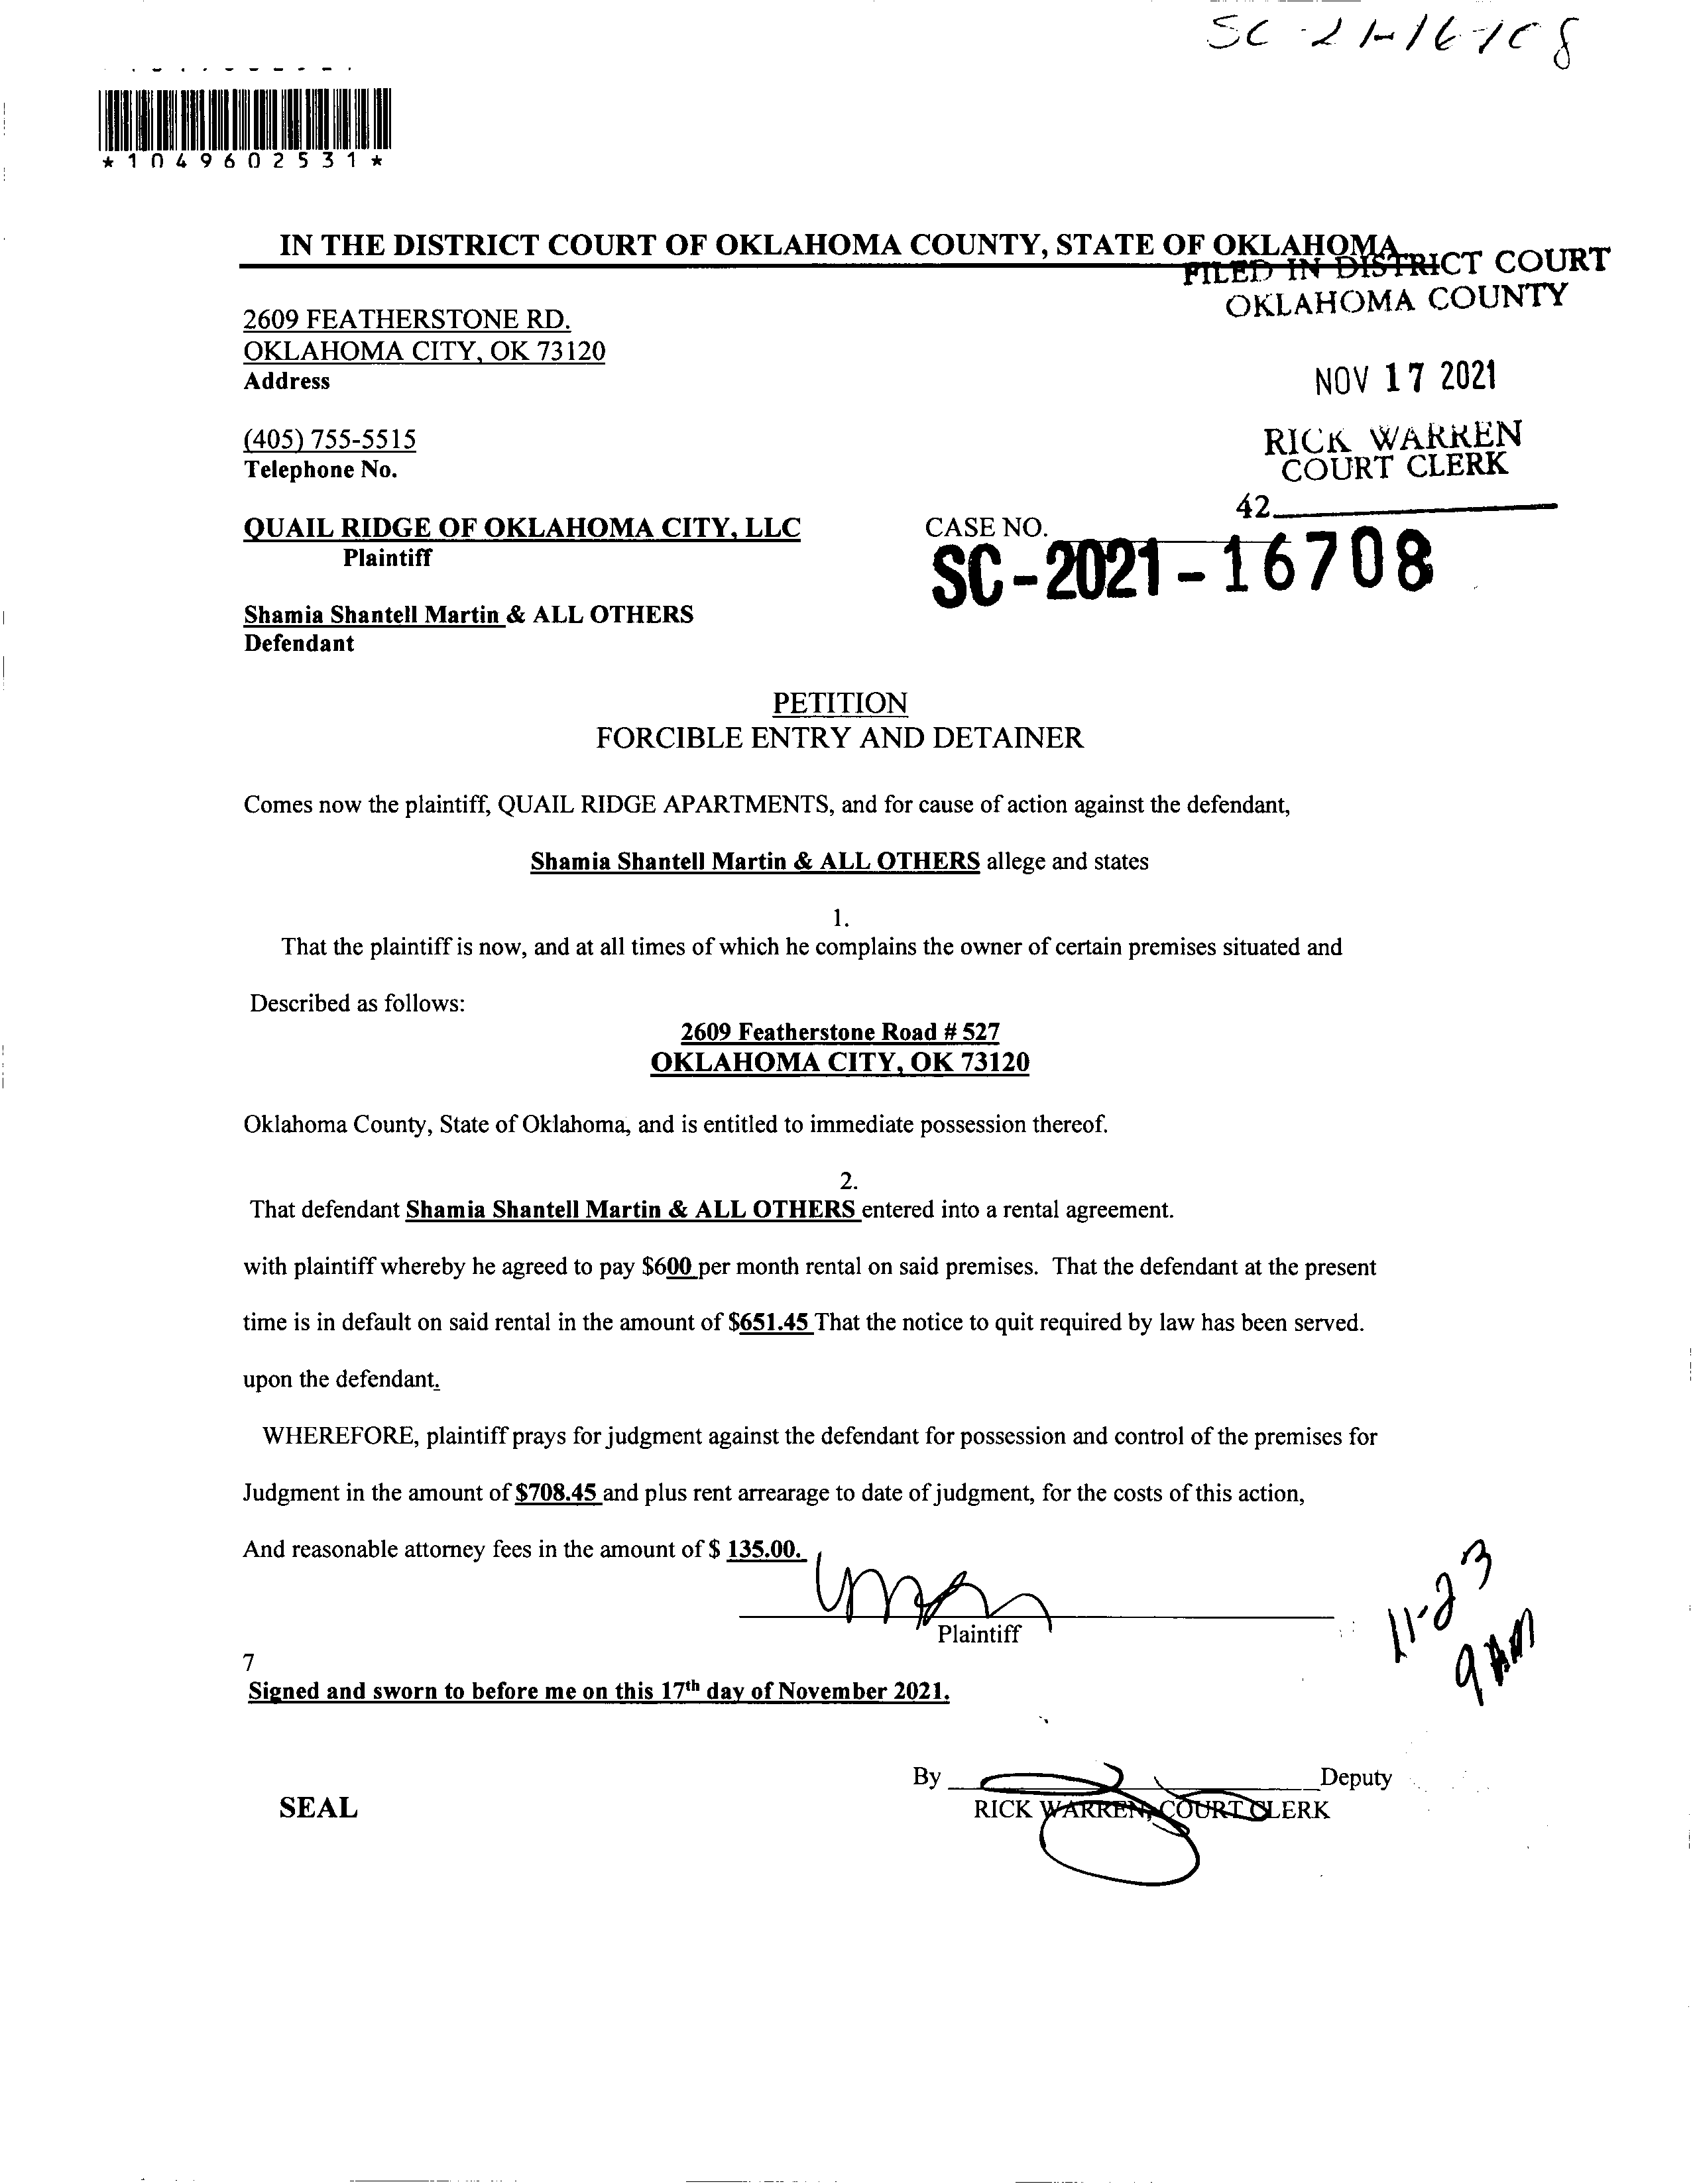 SC-21-16708
*1049602531*
IN THE DISTRICT COURT OF OKLAHOMA COUNTY, STATE OF OKLAHOMA
FILED IN DISTRICT COURT
OKLAHOMA COUNTY
2609 FEATHERSTONE RD.
OKLAHOMA CITY, OK 73120
Address
NOV 17 2021
(405) 755-5515
Telephone No.
RICK WARREN
COURT CLERK
42
QUAIL RIDGE OF OKLAHOMA CITY, LLC
Plaintiff
CASE NO.
SC-2021-16708
Shamia Shantell Martin & ALL OTHERS
Defendant
PETITION
FORCIBLE ENTRY AND DETAINER
Comes now the plaintiff, QUAIL RIDGE APARTMENTS, and for cause of action against the defendant,
Shamia Shantell Martin & ALL OTHERS allege and states
1.
That the plaintiff is now, and at all times of which he complains the owner of certain premises situated and
Described as follows:
2609 Featherstone Road # 527
OKLAHOMA CITY, OK 73120
Oklahoma County, State of Oklahoma, and is entitled to immediate possession thereof.
2.
That defendant Shamia Shantell Martin & ALL OTHERS entered into a rental agreement.
with plaintiff whereby he agreed to pay $600 per month rental on said premises. That the defendant at the present
time is in default on said rental in the amount of $651.45 That the notice to quit required by law has been served.
upon the defendant.
WHEREFORE, plaintiff prays for judgment against the defendant for possession and control of the premises for
Judgment in the amount of $708.45 and plus rent arrearage to date of judgment, for the costs of this action,
And reasonable attorney fees in the amount of $ 135.00.
Plaintiff
11-23
9 AM
7
Signed and sworn to before me on this 17th day of November 2021.
By Deputy
SEAL
RICK WARREN, COURT CLERK